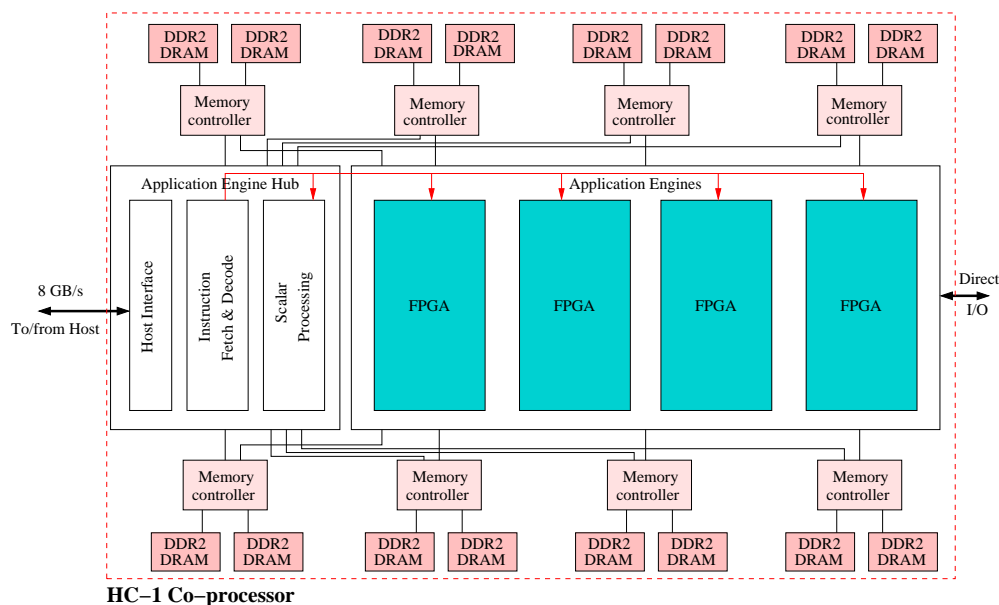 DDR2 DDR2 DDR2 DDR2 DDR2 DDR2 DDR2 DDR2
DRAM DRAM DRAM DRAM DRAM DRAM DRAM DRAM
Memory Memory Memory Memory
controller controller controller controller
Application Engine Hub
Application Engines
8 GB/s
To/from Host
Host Interface
Instruction
Fetch & Decode
Scalar
Processing
FPGA FPGA FPGA FPGA
Direct
I/O
Memory Memory Memory Memory
controller controller controller controller
DDR2 DDR2 DDR2 DDR2 DDR2 DDR2 DDR2 DDR2
DRAM DRAM DRAM DRAM DRAM DRAM DRAM DRAM
HC−1 Co−processor